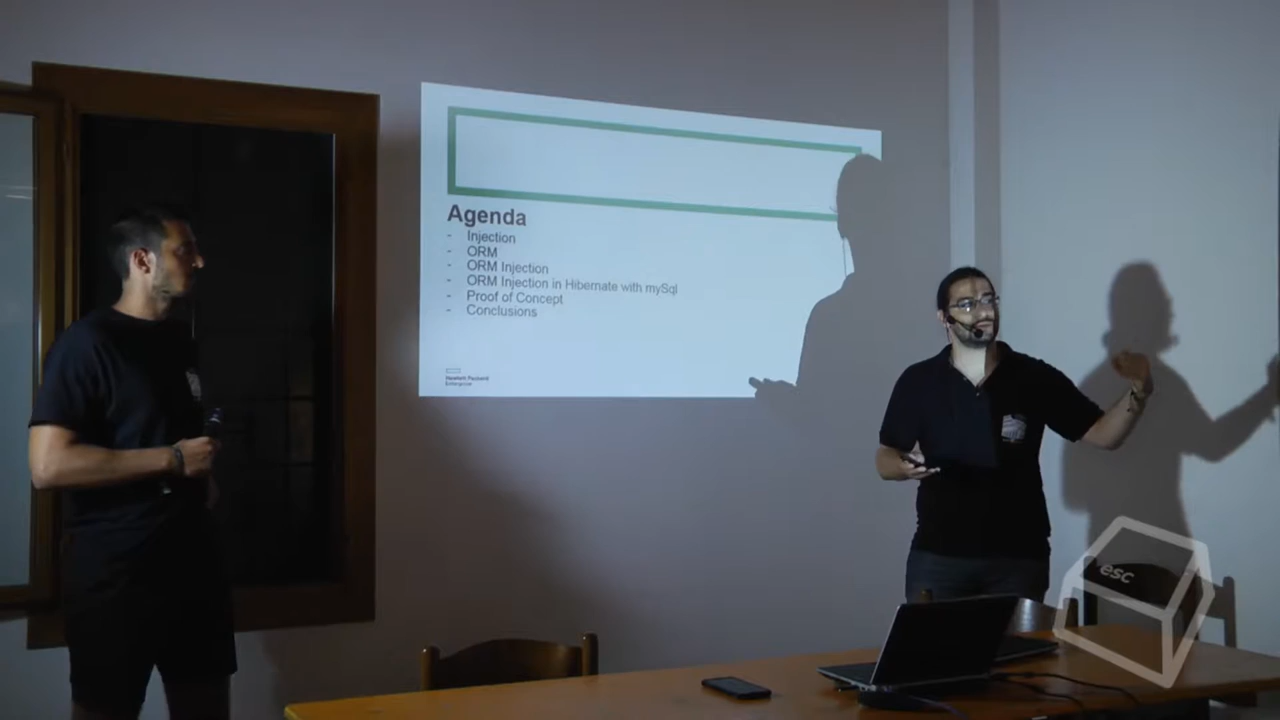 Agenda
- Injection
- ORM
- ORM Injection
- ORM Injection in Hibernate with mySql
- Proof of Concept
- Conclusions
Hewlett Packard
Enterprise
esc